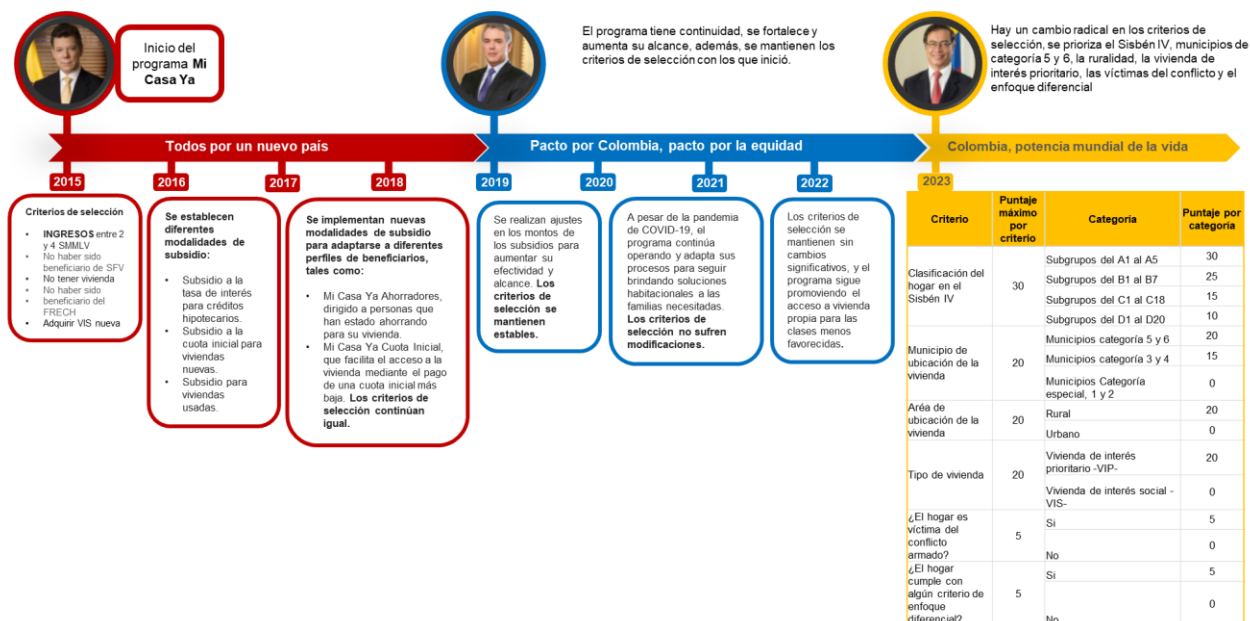 Inicio del
programa Mi
Casa Ya
El programa tiene continuidad, se fortalece y
aumenta su alcance, además, se mantienen los
criterios de selección con los que inició.
Hay un cambio radical en los criterios de
selección, se prioriza el Sisbén IV, municipios de
categoría 5 y 6, la ruralidad, la vivienda de
interés prioritario, las víctimas del conflicto y el
enfoque diferencial
Todos por un nuevo país
Pacto por Colombia, pacto por la equidad
Colombia, potencia mundial de la vida
2015
2016
2017
2018
2019
2020
2021
2022
2023
Criterios de selección
• INGRESOS entre 2
y 4 SMMLV
• No haber sido
beneficiario de SFV
• No tener vivienda
• No haber sido
• beneficiario del
FRECH
• Adquirir VIS nueva
Se establecen
diferentes
modalidades de
subsidio:
• Subsidio a la
tasa de interés
para créditos
hipotecarios.
• Subsidio a la
cuota inicial para
viviendas
nuevas.
• Subsidio para
viviendas
usadas.
Se implementan nuevas
modalidades de subsidio
para adaptarse a diferentes
perfiles de beneficiarios,
tales como:
• Mi Casa Ya Ahorradores,
dirigido a personas que
han estado ahorrando
para su vivienda.
• Mi Casa Ya Cuota Inicial,
que facilita el acceso a la
vivienda mediante el pago
de una cuota inicial más
baja. Los criterios de
selección continúan
igual.
Se realizan ajustes
en los montos de
los subsidios para
aumentar su
efectividad y
alcance. Los
criterios de
selección se
mantienen
estables.
A pesar de la pandemia
de COVID-19, el
programa continúa
operando y adapta sus
procesos para seguir
brindando soluciones
habitacionales a las
familias necesitadas.
Los criterios de
selección no sufren
modificaciones.
Los criterios de
selección se
mantienen sin
cambios
significativos, y el
programa sigue
promoviendo el
acceso a vivienda
propia para las
clases menos
favorecidas.
Criterio
Puntaje
máximo
por
criterio
Categoría
Puntaje por
categoría
Clasificación del
hogar en el
Sisbén IV
30
Subgrupos del A1 al A5 30
Subgrupos del B1 al B7 25
Subgrupos del C1 al C18 15
Subgrupos del D1 al D20 10
Municipio de
ubicación de la
vivienda
20
Municipios categoría 5 y 6 20
Municipios categoría 3 y 4 15
Municipios Categoría
especial, 1 y 2
0
Aréa de
ubicación de la
vivienda
20
Rural 20
Urbano 0
Tipo de vivienda
20
Vivienda de interés
prioritario -VIP-
20
Vivienda de interés social -
VIS-
0
¿El hogar es
víctima del
conflicto
armado?
5
Si 5
No 0
¿El hogar
cumple con
algún criterio de
enfoque
diferencial?
5
Si 5
No 0